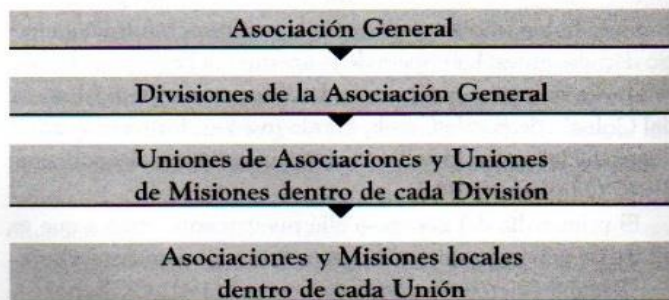 Asociación General
Divisiones de la Asociación General
Uniones de Asociaciones y Uniones
de Misiones dentro de cada División
Asociaciones y Misiones locales
dentro de cada Unión